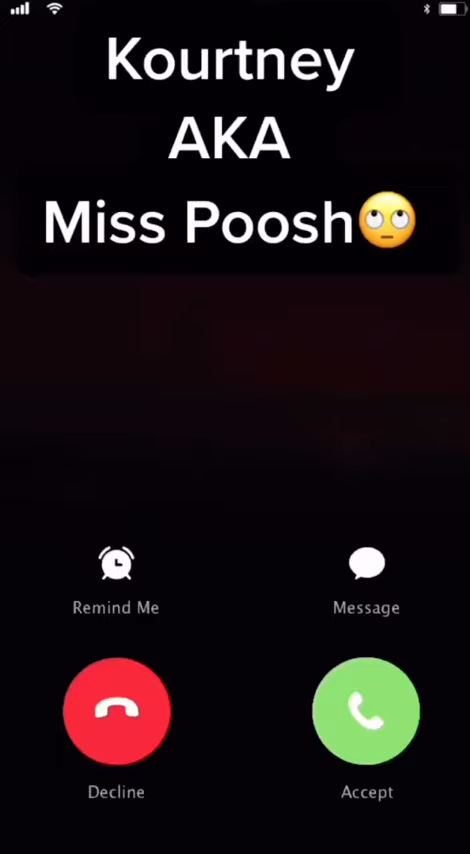 Kourtney
AKA
Miss Poosh🙄
Remind Me
Message
Decline
Accept